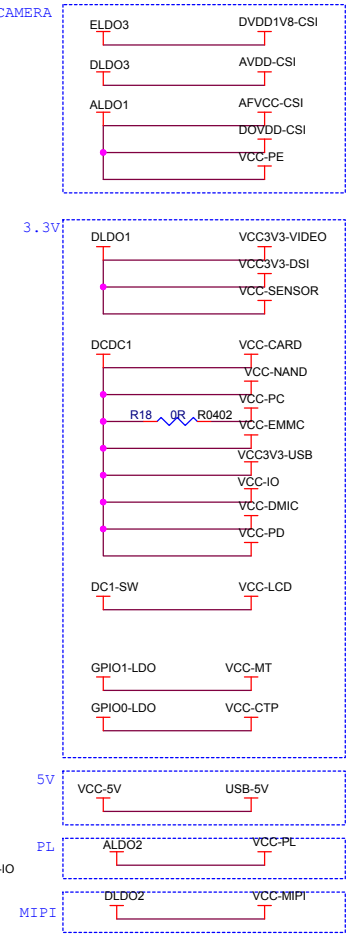 CAMERA
ELDO3 DVDD1V8-CSI
DLDO3 AVDD-CSI
ALDO1 AFVCC-CSI
DOVDD-CSI
VCC-PE
3.3V
DLDO1 VCC3V3-VIDEO
VCC3V3-DSI
VCC-SENSOR
DCDC1 VCC-CARD
VCC-NAND
VCC-PC
R18 0R R0402
VCC-EMMC
VCC3V3-USB
VCC-IO
VCC-DMIC
VCC-PD
DC1-SW VCC-LCD
GPIO1-LDO VCC-MT
GPIO0-LDO VCC-CTP
5V
VCC-5V USB-5V
PL
ALDO2 VCC-PL
-IO
MIPI
DLDO2 VCC-MIPI